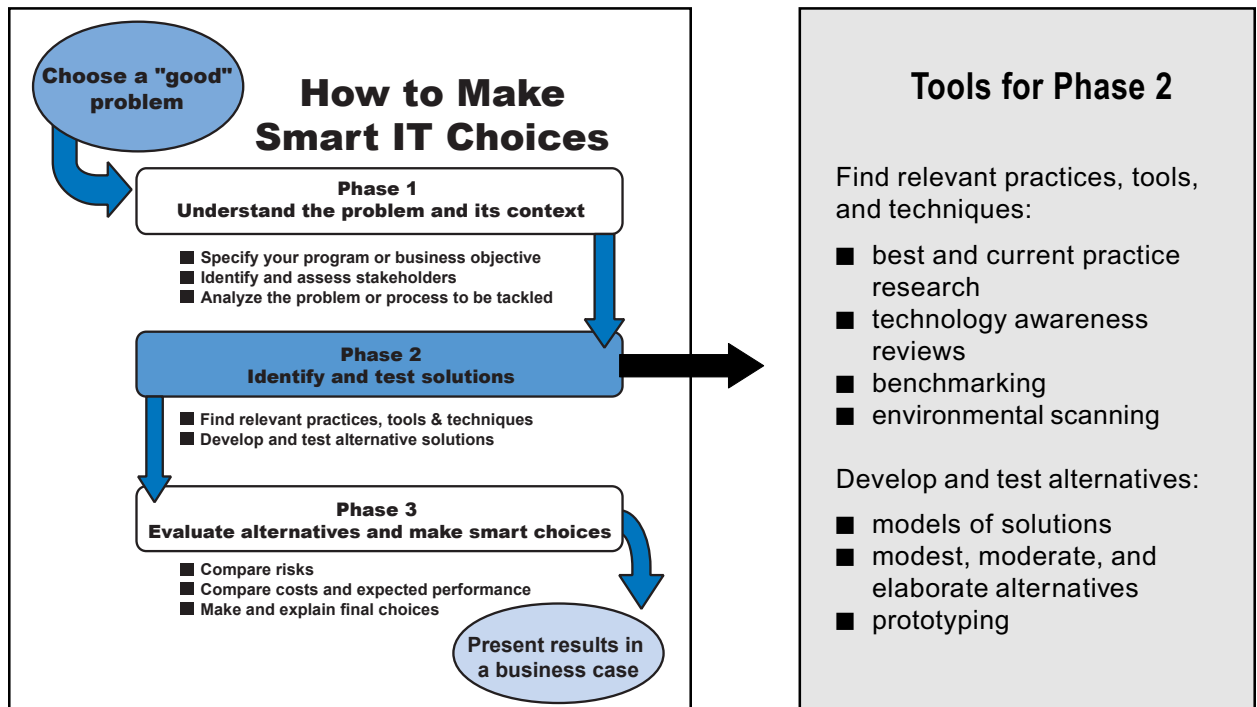 Choose a "good"
problem
How to Make
Smart IT Choices
Phase 1
Understand the problem and its context
■ Specify your program or business objective
■ Identify and assess stakeholders
■ Analyze the problem or process to be tackled
Phase 2
Identify and test solutions
■ Find relevant practices, tools & techniques
■ Develop and test alternative solutions
Phase 3
Evaluate alternatives and make smart choices
■ Compare risks
■ Compare costs and expected performance
■ Make and explain final choices
Present results in
a business case
Tools for Phase 2
Find relevant practices, tools,
and techniques:
■ best and current practice
research
■ technology awareness
reviews
■ benchmarking
■ environmental scanning
Develop and test alternatives:
■ models of solutions
■ modest, moderate, and
elaborate alternatives
■ prototyping